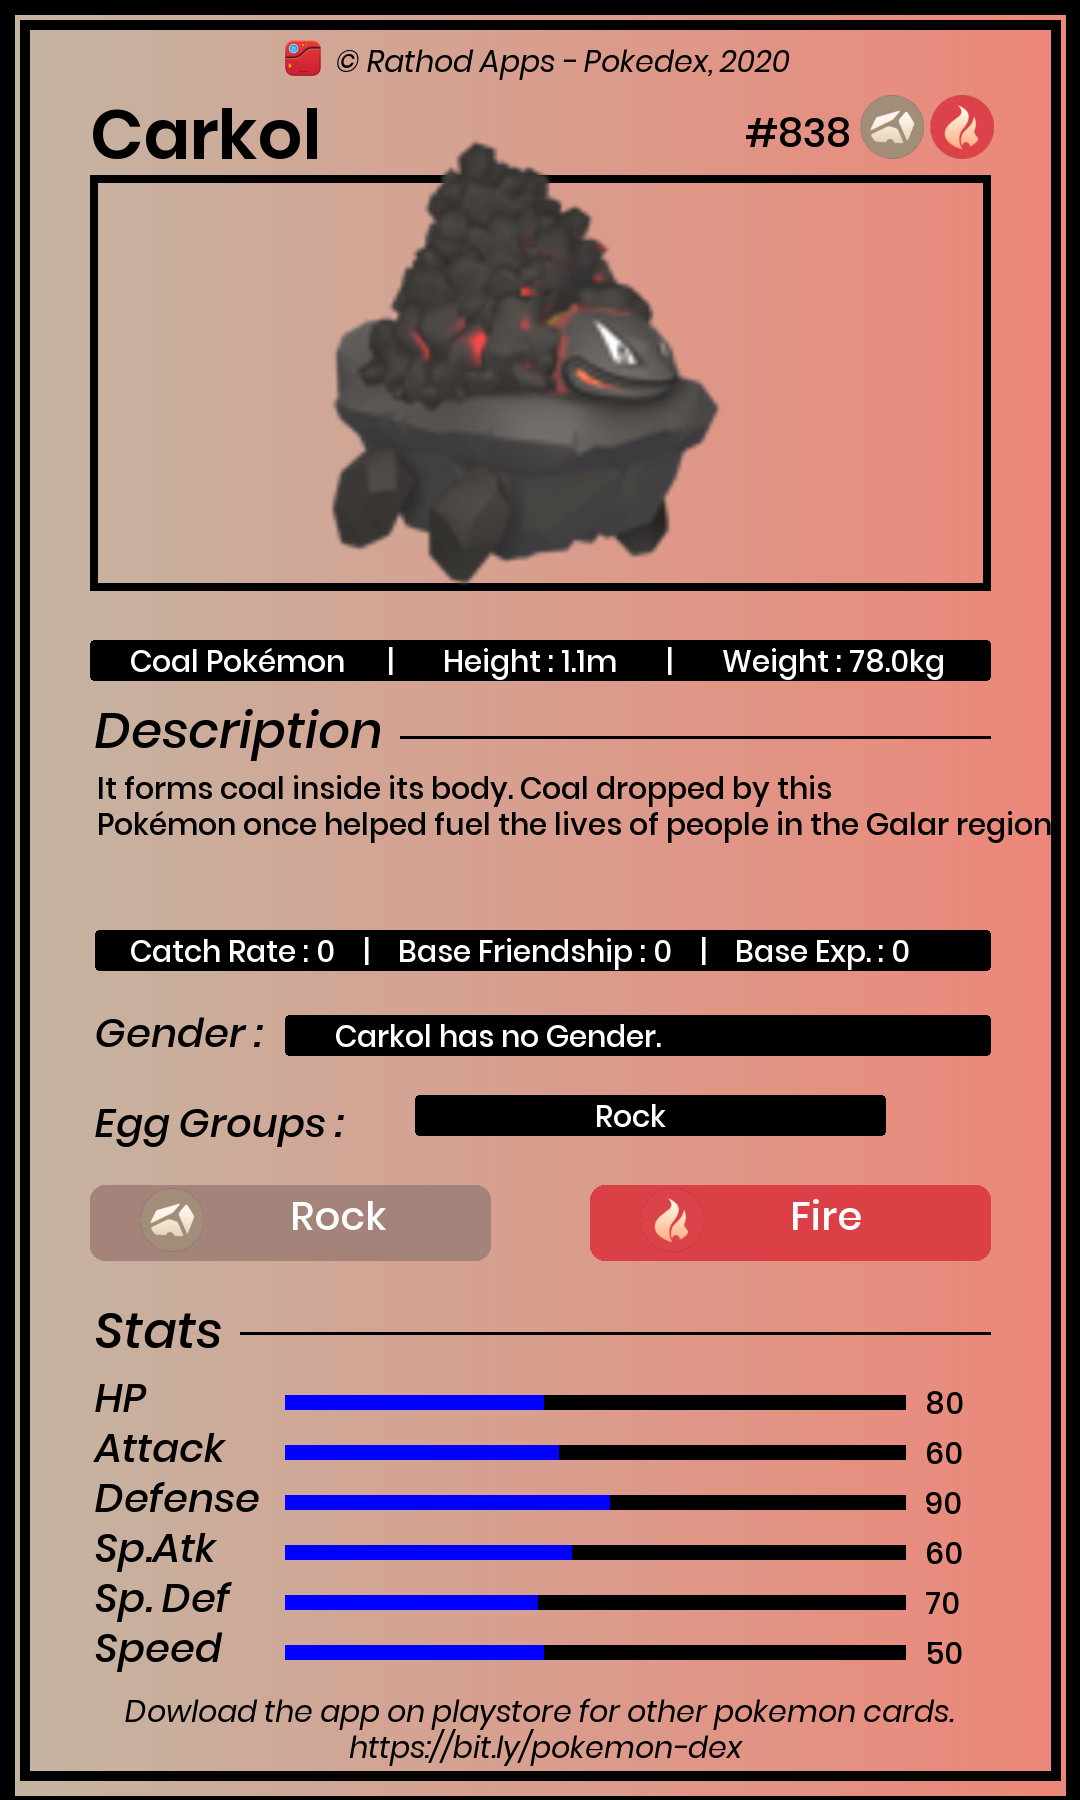 © Rathod Apps - Pokedex, 2020
Carkol
#838
Coal Pokémon | Height : 1.1m | Weight : 78.0kg
Description
It forms coal inside its body. Coal dropped by this
Pokémon once helped fuel the lives of people in the Galar region
Catch Rate : 0 | Base Friendship : 0 | Base Exp. : 0
Gender : Carkol has no Gender.
Egg Groups : Rock
Rock Fire
Stats
HP 80
Attack 60
Defense 90
Sp.Atk 60
Sp. Def 70
Speed 50
Dowload the app on playstore for other pokemon cards.
https://bit.ly/pokemon-dex